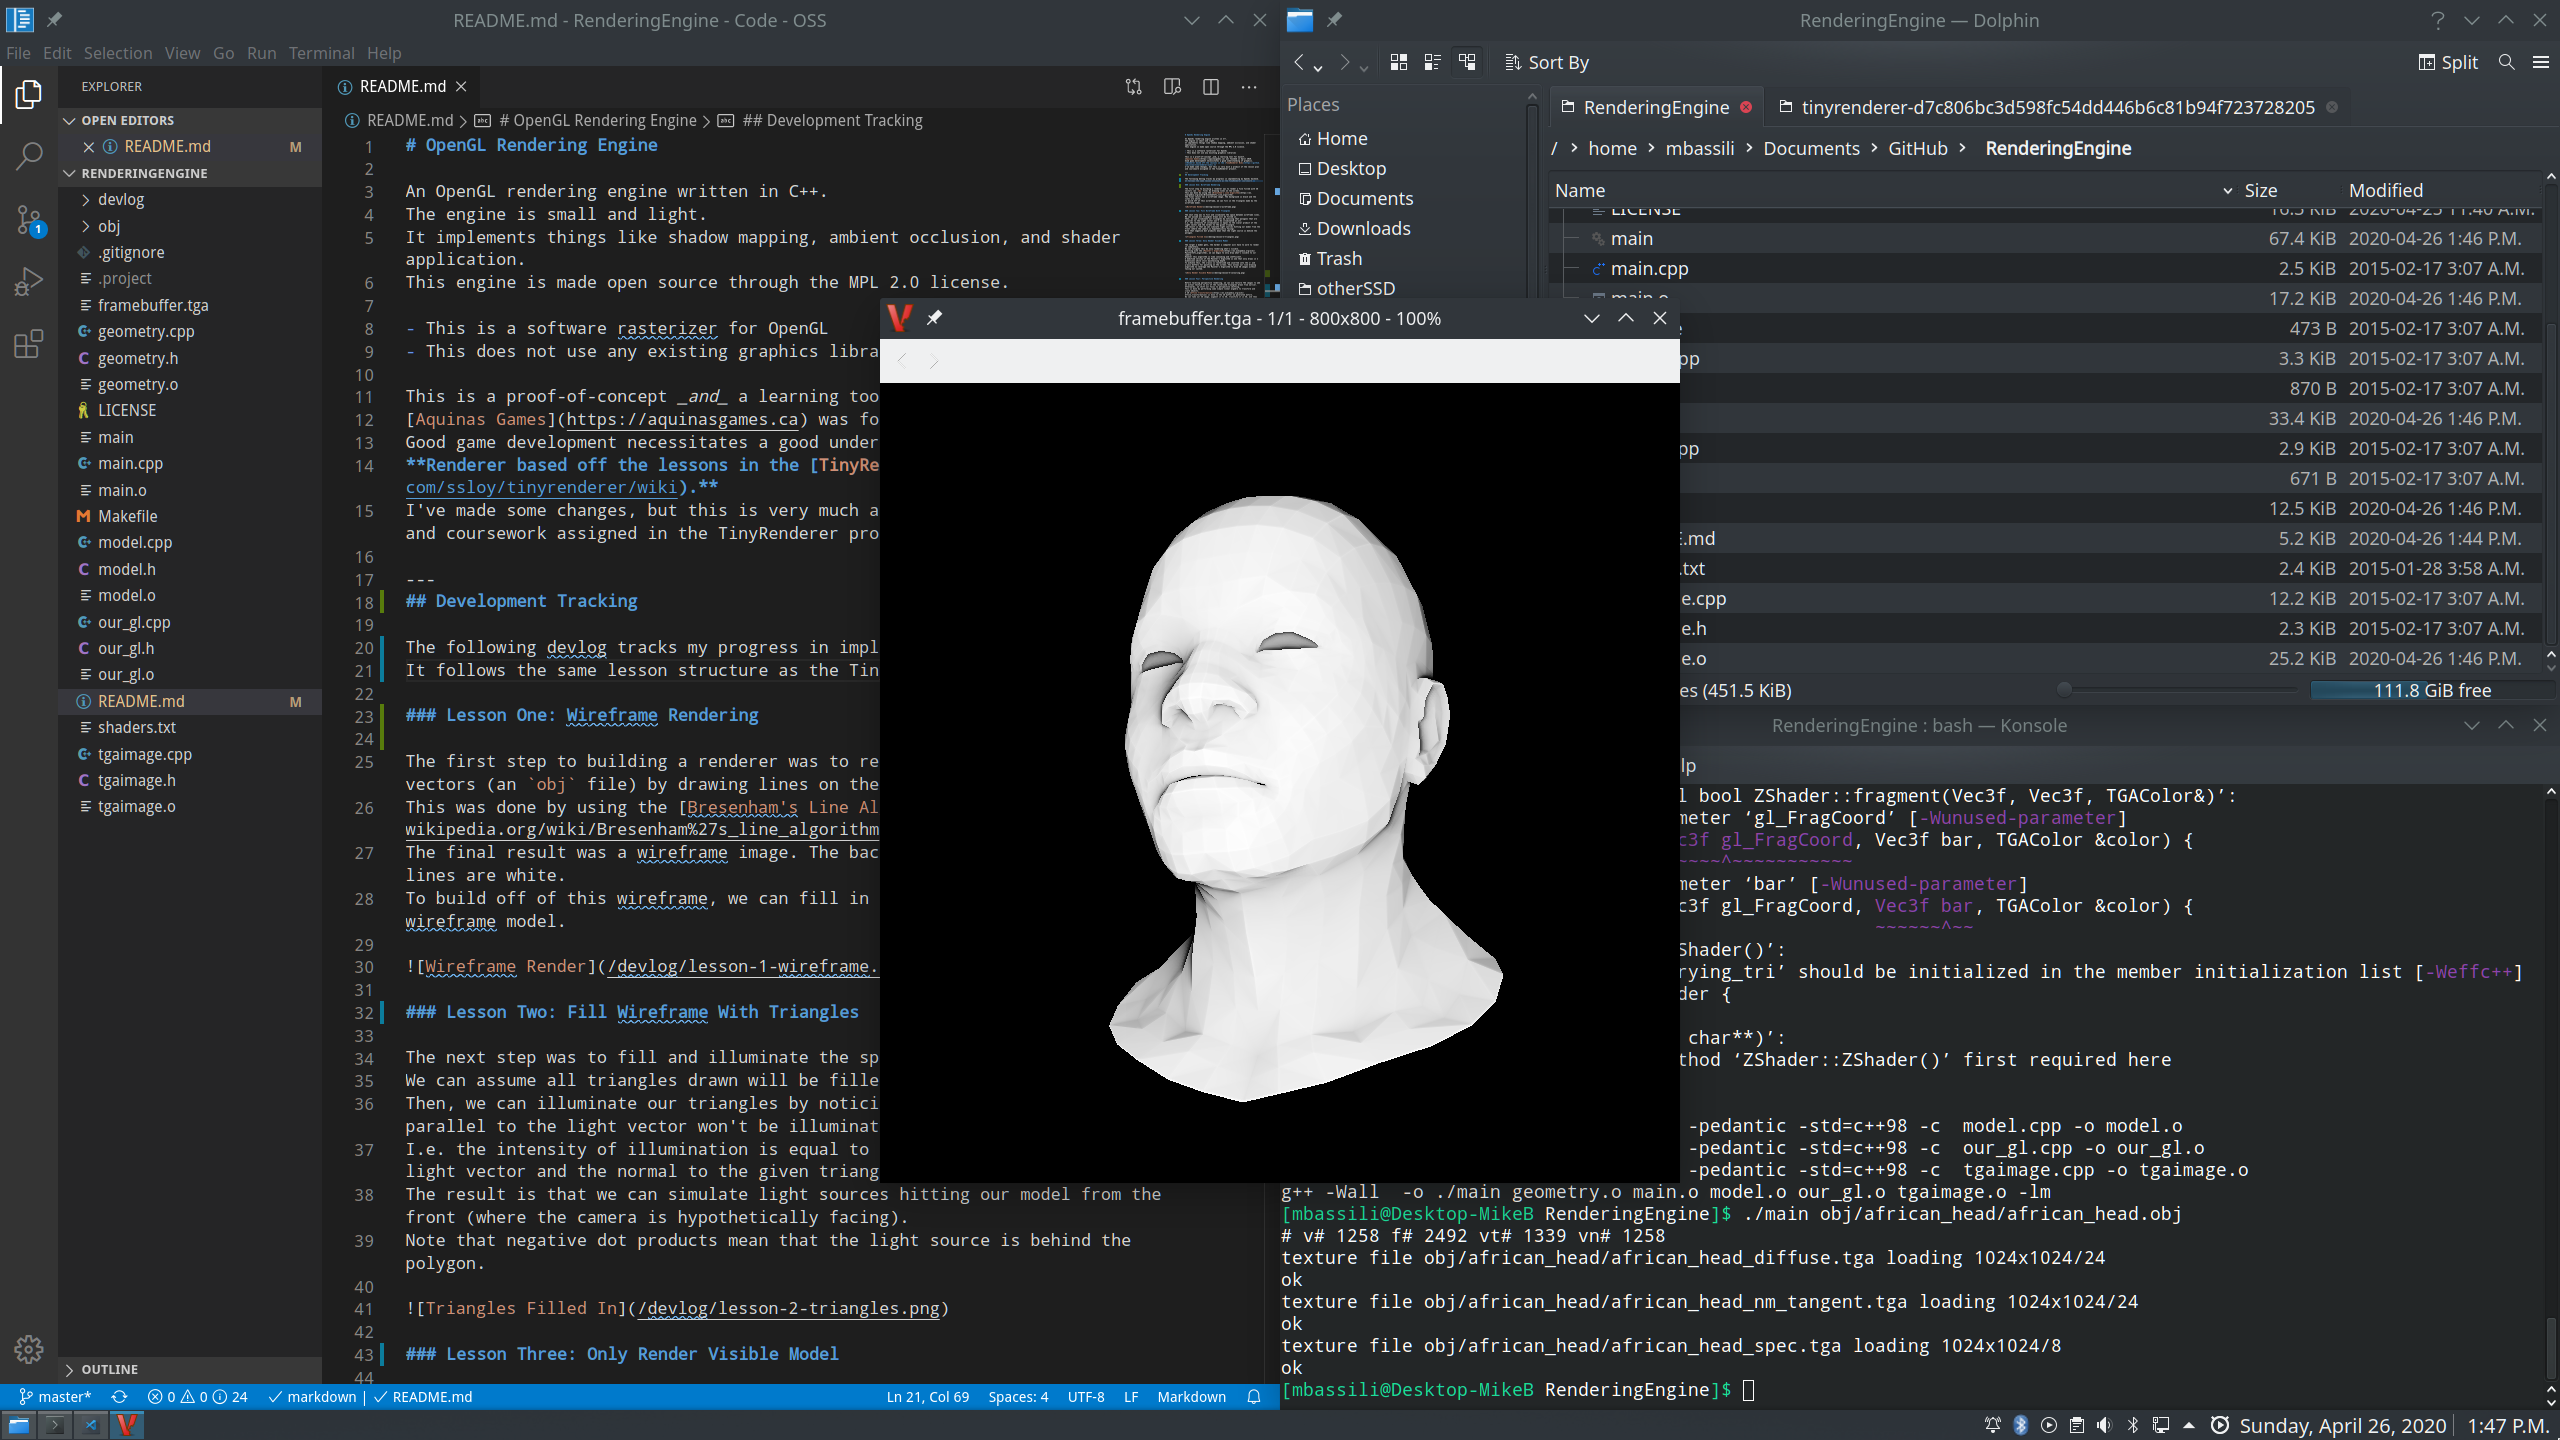 README.md - RenderingEngine - Code - OSS
File Edit Selection View Go Run Terminal Help
EXPLORER
OPEN EDITORS
README.md M
RENDERINGENGINE
devlog
obj
.gitignore
.project
framebuffer.tga
geometry.cpp
geometry.h
geometry.o
LICENSE
main
main.cpp
main.o
Makefile
model.cpp
model.h
model.o
our_gl.cpp
our_gl.h
our_gl.o
README.md M
shaders.txt
tgaimage.cpp
tgaimage.h
tgaimage.o
OUTLINE
1
README.md
README.md > # OpenGL Rendering Engine > ## Development Tracking
1 # OpenGL Rendering Engine
2
3 An OpenGL rendering engine written in C++.
4 The engine is small and light.
5 It implements things like shadow mapping, ambient occlusion, and shader
application.
6 This engine is made open source through the MPL 2.0 license.
7
8 - This is a software rasterizer for OpenGL
9 - This does not use any existing graphics libra
10
11 This is a proof-of-concept _and_ a learning too
12 [Aquinas Games](https://aquinasgames.ca) was fo
13 Good game development necessitates a good under
14 **Renderer based off the lessons in the [TinyRe
com/ssloy/tinyrenderer/wiki).**
15 I've made some changes, but this is very much a
and coursework assigned in the TinyRenderer pro
16
17 ---
18 ## Development Tracking
19
20 The following devlog tracks my progress in impl
21 It follows the same lesson structure as the Tin
22
23 ### Lesson One: Wireframe Rendering
24
25 The first step to building a renderer was to re
vectors (an `obj` file) by drawing lines on the
26 This was done by using the [Bresenham's Line Al
wikipedia.org/wiki/Bresenham%27s_line_algorithm
27 The final result was a wireframe image. The bac
lines are white.
28 To build off of this wireframe, we can fill in
wireframe model.
29
30 ![Wireframe Render](/devlog/lesson-1-wireframe.
31
32 ### Lesson Two: Fill Wireframe With Triangles
33
34 The next step was to fill and illuminate the sp
35 We can assume all triangles drawn will be fille
36 Then, we can illuminate our triangles by notici
parallel to the light vector won't be illuminat
37 I.e. the intensity of illumination is equal to
light vector and the normal to the given triang
38 The result is that we can simulate light sources hitting our model from the
front (where the camera is hypothetically facing).
39 Note that negative dot products mean that the light source is behind the
polygon.
40
41 ![Triangles Filled In](/devlog/lesson-2-triangles.png)
42
43 ### Lesson Three: Only Render Visible Model
44
master* 0 0 24 markdown | README.md Ln 21, Col 69 Spaces: 4 UTF-8 LF Markdown
framebuffer.tga - 1/1 - 800x800 - 100%
RenderingEngine — Dolphin
Sort By Split
Places
Home
Desktop
Documents
Downloads
Trash
otherSSD
RenderingEngine tinyrenderer-d7c806bc3d598fc54dd446b6c81b94f723728205
/ > home > mbassili > Documents > GitHub > RenderingEngine
Name Size Modified
LICENSE 16.3 KiB 2020-04-25 11:40 A.M.
main 67.4 KiB 2020-04-26 1:46 P.M.
main.cpp 2.5 KiB 2015-02-17 3:07 A.M.
main.o 17.2 KiB 2020-04-26 1:46 P.M.
e 473 B 2015-02-17 3:07 A.M.
pp 3.3 KiB 2015-02-17 3:07 A.M.
870 B 2015-02-17 3:07 A.M.
33.4 KiB 2020-04-26 1:46 P.M.
pp 2.9 KiB 2015-02-17 3:07 A.M.
671 B 2015-02-17 3:07 A.M.
12.5 KiB 2020-04-26 1:46 P.M.
E.md 5.2 KiB 2020-04-26 1:44 P.M.
.txt 2.4 KiB 2015-01-28 3:58 A.M.
e.cpp 12.2 KiB 2015-02-17 3:07 A.M.
e.h 2.3 KiB 2015-02-17 3:07 A.M.
e.o 25.2 KiB 2020-04-26 1:46 P.M.
es (451.5 KiB) 111.8 GiB free
RenderingEngine : bash — Konsole
lp
l bool ZShader::fragment(Vec3f, Vec3f, TGAColor&)’:
meter ‘gl_FragCoord’ [-Wunused-parameter]
c3f gl_FragCoord, Vec3f bar, TGAColor &color) {
~~~~^~~~~~~~~~~~
meter ‘bar’ [-Wunused-parameter]
c3f gl_FragCoord, Vec3f bar, TGAColor &color) {
~~~~~~^~~
Shader()’:
rying_tri’ should be initialized in the member initialization list [-Weffc++]
der {
char**)’:
thod ‘ZShader::ZShader()’ first required here
-pedantic -std=c++98 -c  model.cpp -o model.o
-pedantic -std=c++98 -c  our_gl.cpp -o our_gl.o
-pedantic -std=c++98 -c  tgaimage.cpp -o tgaimage.o
g++ -Wall  -o ./main geometry.o main.o model.o our_gl.o tgaimage.o -lm
[mbassili@Desktop-MikeB RenderingEngine]$ ./main obj/african_head/african_head.obj
# v# 1258 f# 2492 vt# 1339 vn# 1258
texture file obj/african_head/african_head_diffuse.tga loading 1024x1024/24
ok
texture file obj/african_head/african_head_nm_tangent.tga loading 1024x1024/24
ok
texture file obj/african_head/african_head_spec.tga loading 1024x1024/8
ok
[mbassili@Desktop-MikeB RenderingEngine]$
Sunday, April 26, 2020 1:47 P.M.